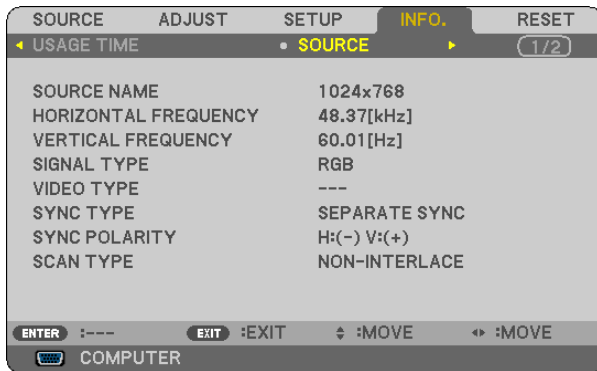 SOURCE ADJUST SETUP INFO. RESET
USAGE TIME SOURCE (1/2)
SOURCE NAME 1024x768
HORIZONTAL FREQUENCY 48.37[kHz]
VERTICAL FREQUENCY 60.01[Hz]
SIGNAL TYPE RGB
VIDEO TYPE ---
SYNC TYPE SEPARATE SYNC
SYNC POLARITY H:(-) V:(+)
SCAN TYPE NON-INTERLACE
ENTER :--- EXIT :EXIT :MOVE :MOVE
COMPUTER